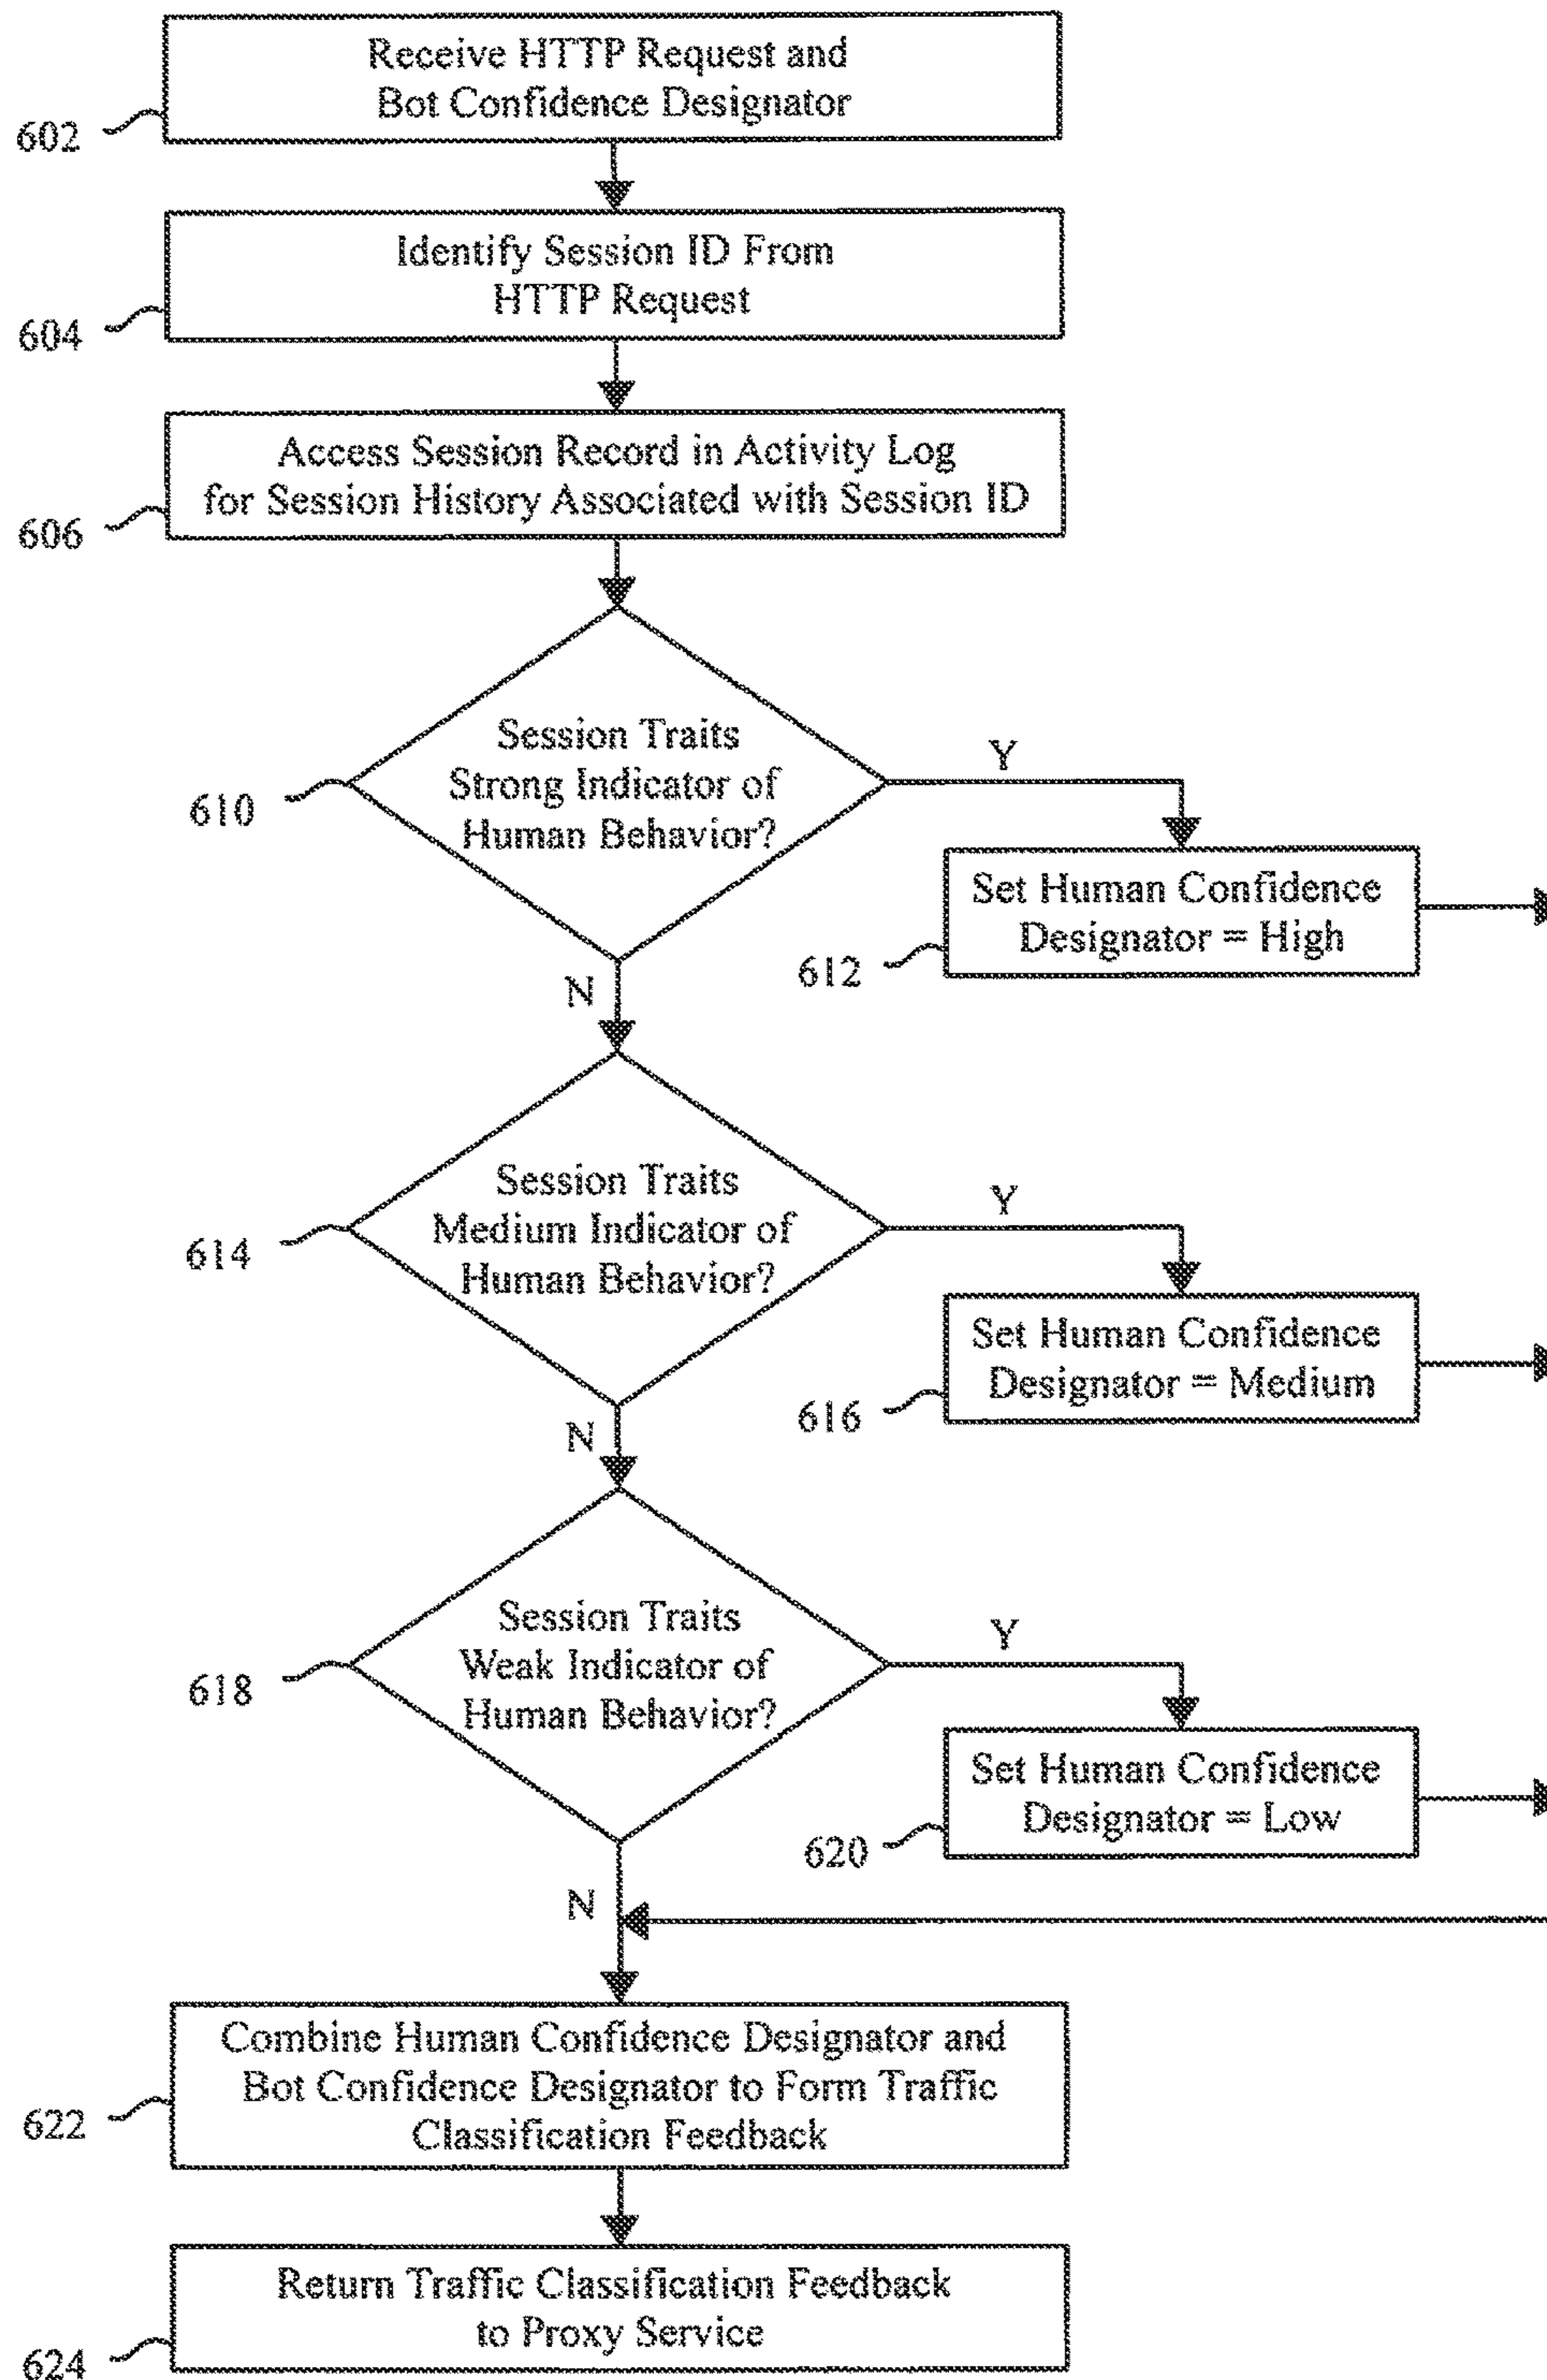 Receive HTTP Request and
Bot Confidence Designator
602
Identify Session ID From
HTTP Request
604
Access Session Record in Activity Log
for Session History Associated with Session ID
606
Session Traits
Strong Indicator of
Human Behavior?
610
Y
Set Human Confidence
Designator = High
612
N
Session Traits
Medium Indicator of
Human Behavior?
614
Y
Set Human Confidence
Designator = Medium
616
N
Session Traits
Weak Indicator of
Human Behavior?
618
Y
Set Human Confidence
Designator = Low
620
N
Combine Human Confidence Designator and
Bot Confidence Designator to Form Traffic
Classification Feedback
622
Return Traffic Classification Feedback
to Proxy Service
624